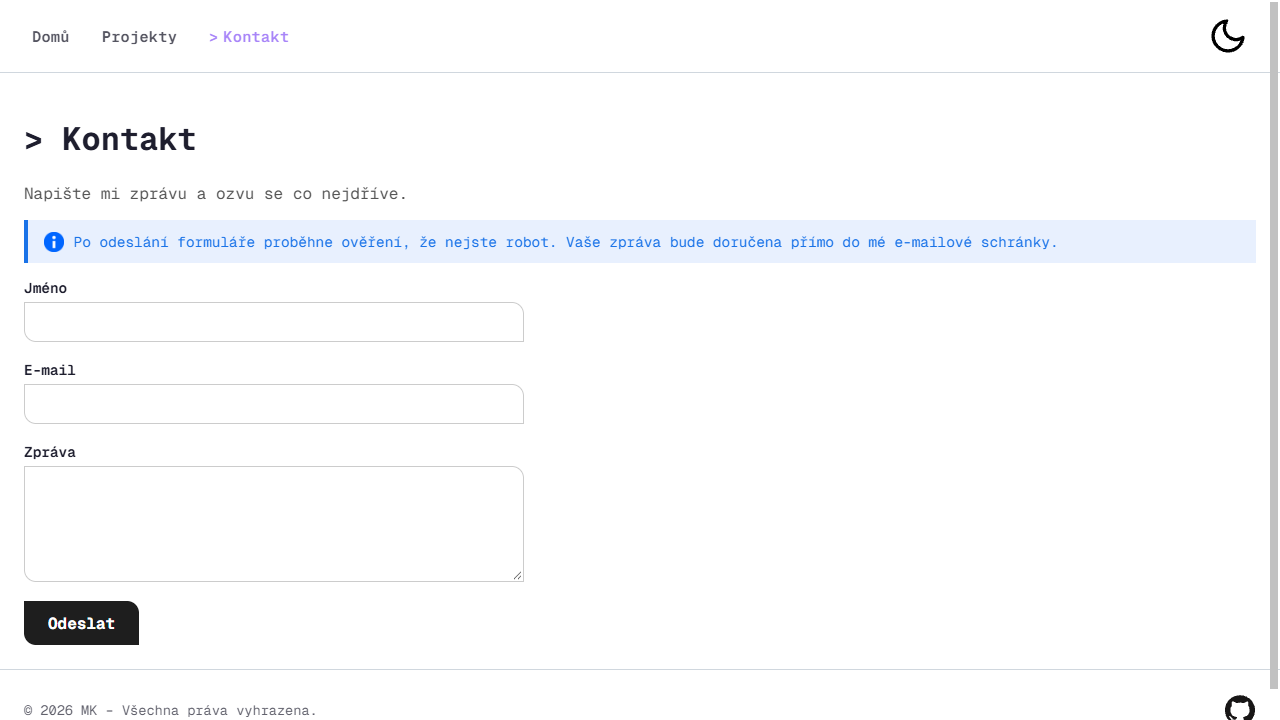 Domů
Projekty
> Kontakt
> Kontakt
Napište mi zprávu a ozvu se co nejdříve.
Po odeslání formuláře proběhne ověření, že nejste robot. Vaše zpráva bude doručena přímo do mé e-mailové schránky.
Jméno
E-mail
Zpráva
Odeslat
© 2026 MK - Všechna práva vyhrazena.